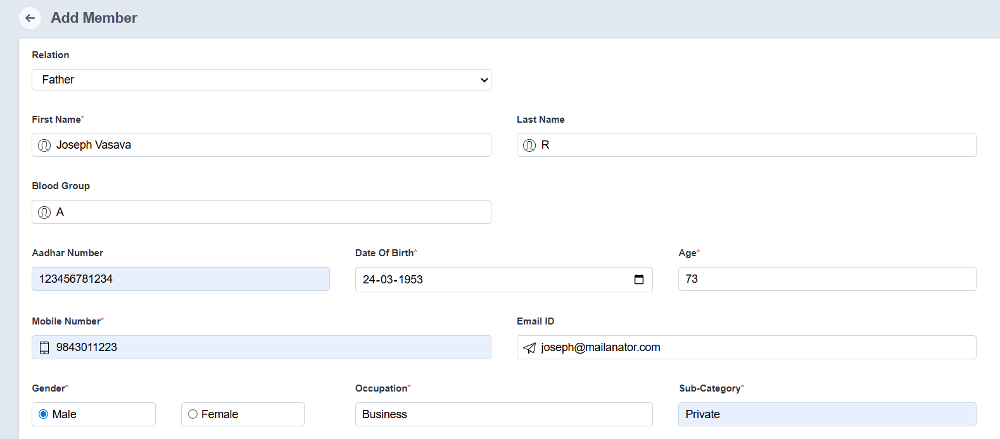 Add Member
Relation
Father
First Name* Last Name
Joseph Vasava R
Blood Group
A
Aadhar Number Date Of Birth* Age*
123456781234 24-03-1953 73
Mobile Number* Email ID
9843011223 joseph@mailanator.com
Gender* Occupation* Sub-Category*
Male Female Business Private